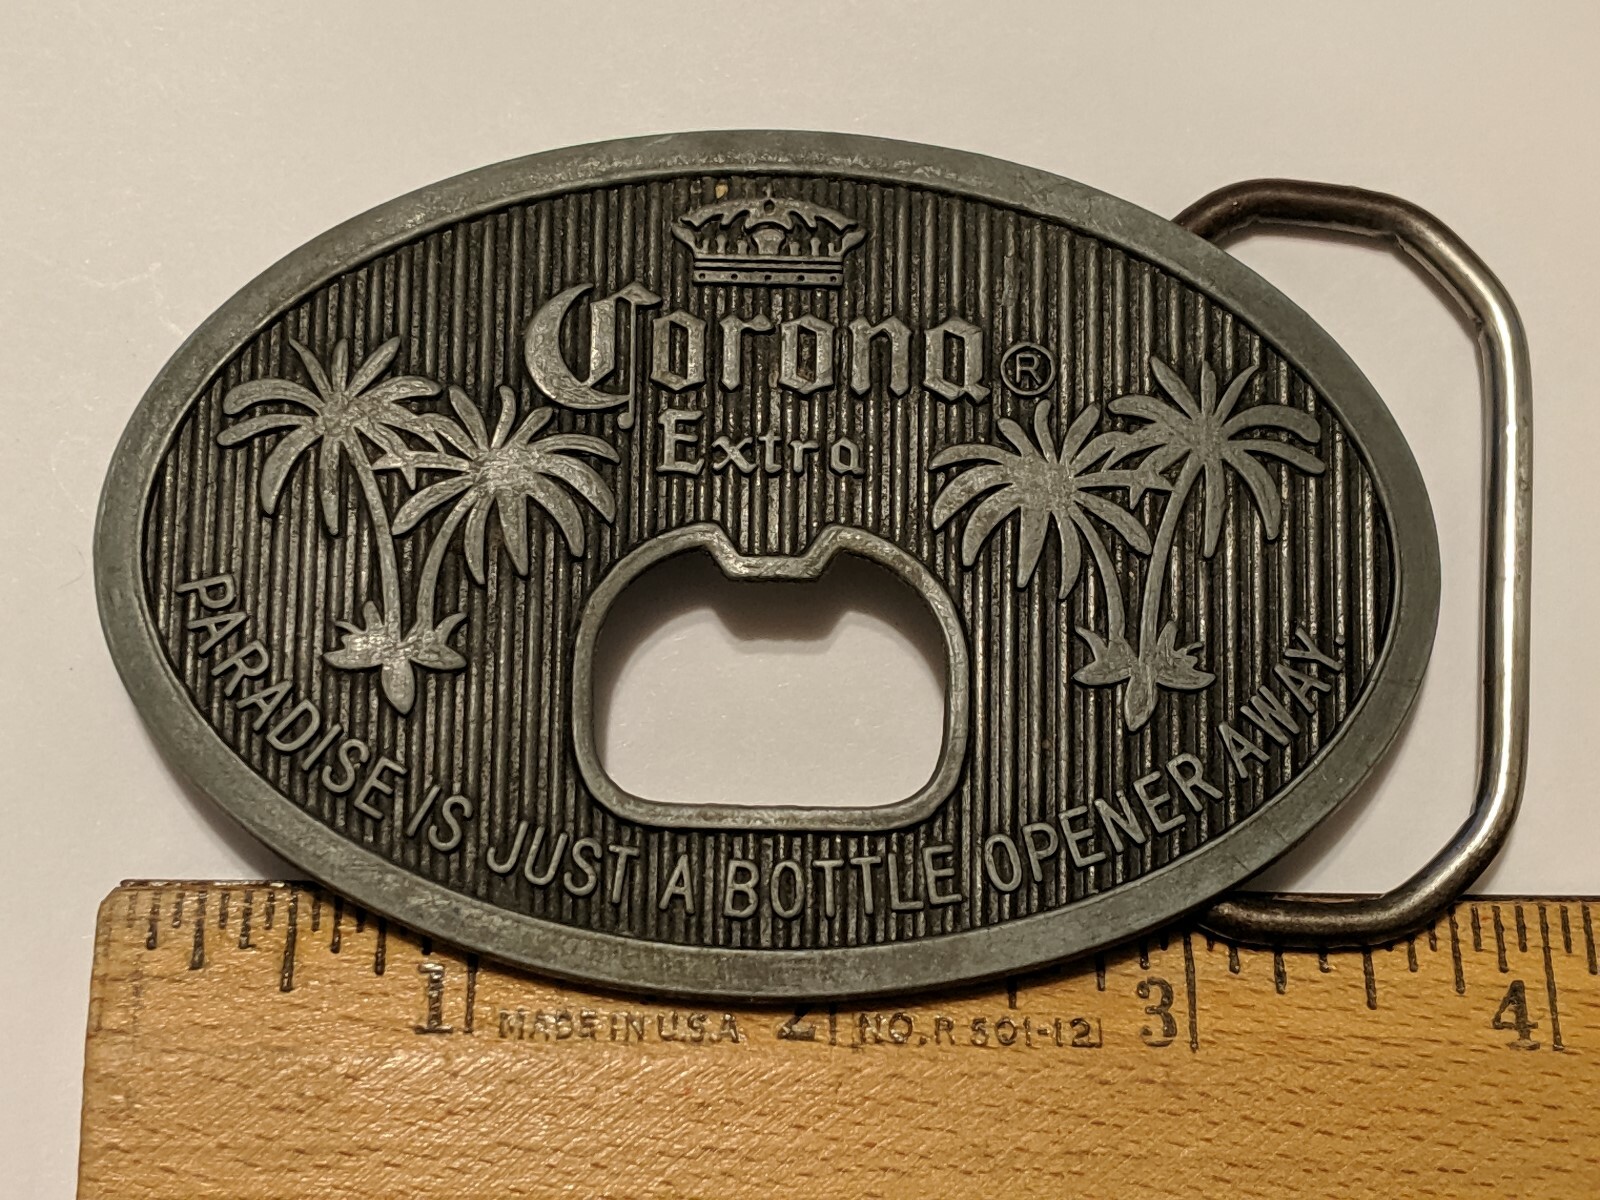 Corona ®
Extra
PARADISE IS JUST A BOTTLE OPENER AWAY.
1 2 3 4
MADE IN U.S.A NO. R 501-12